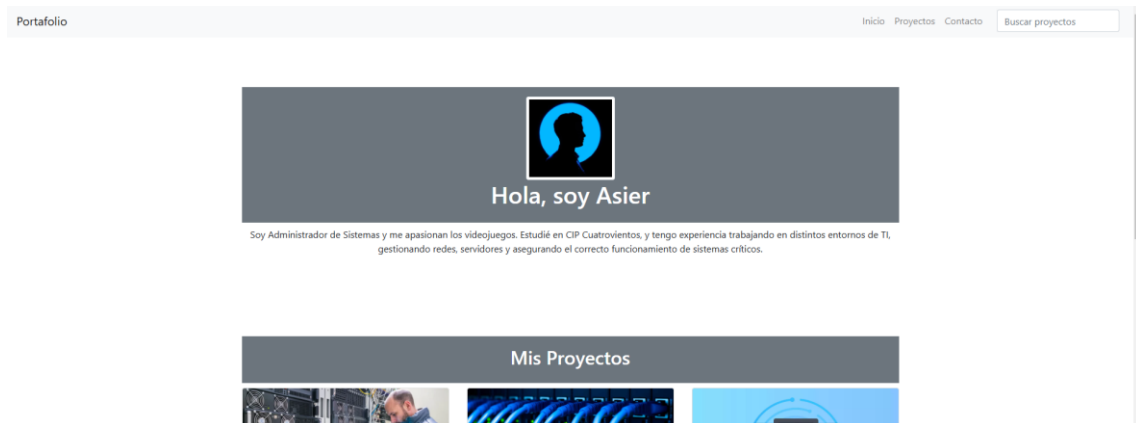 Portafolio
Inicio Proyectos Contacto Buscar proyectos
Hola, soy Asier
Soy Administrador de Sistemas y me apasionan los videojuegos. Estudié en CIP Cuatrovientos, y tengo experiencia trabajando en distintos entornos de TI,
gestionando redes, servidores y asegurando el correcto funcionamiento de sistemas críticos.
Mis Proyectos